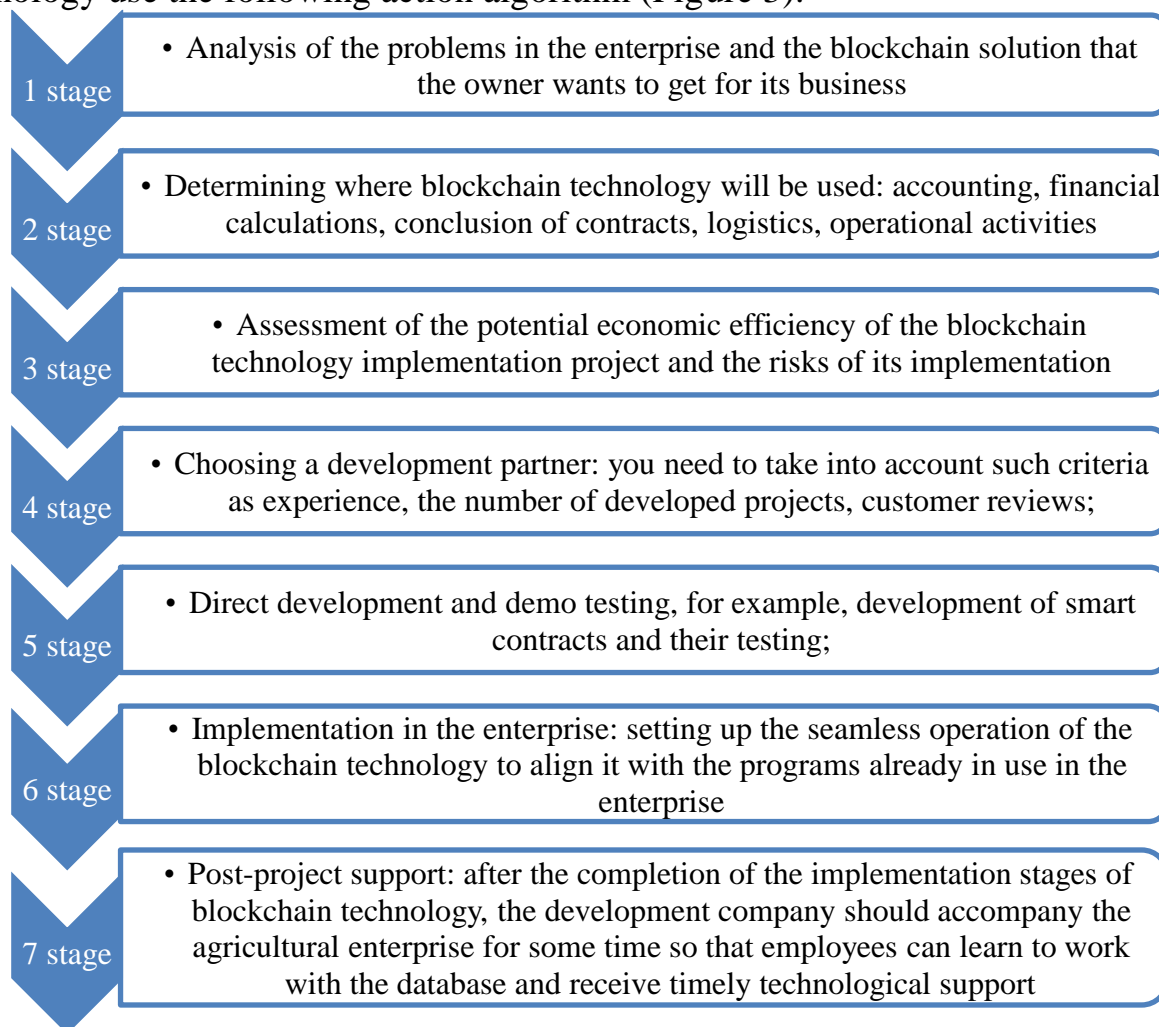 nology use the following action algorithm (Figure 3):
1 stage
• Analysis of the problems in the enterprise and the blockchain solution that
the owner wants to get for its business
2 stage
• Determining where blockchain technology will be used: accounting, financial
calculations, conclusion of contracts, logistics, operational activities
3 stage
• Assessment of the potential economic efficiency of the blockchain
technology implementation project and the risks of its implementation
4 stage
• Choosing a development partner: you need to take into account such criteria
as experience, the number of developed projects, customer reviews;
5 stage
• Direct development and demo testing, for example, development of smart
contracts and their testing;
6 stage
• Implementation in the enterprise: setting up the seamless operation of the
blockchain technology to align it with the programs already in use in the
enterprise
7 stage
• Post-project support: after the completion of the implementation stages of
blockchain technology, the development company should accompany the
agricultural enterprise for some time so that employees can learn to work
with the database and receive timely technological support